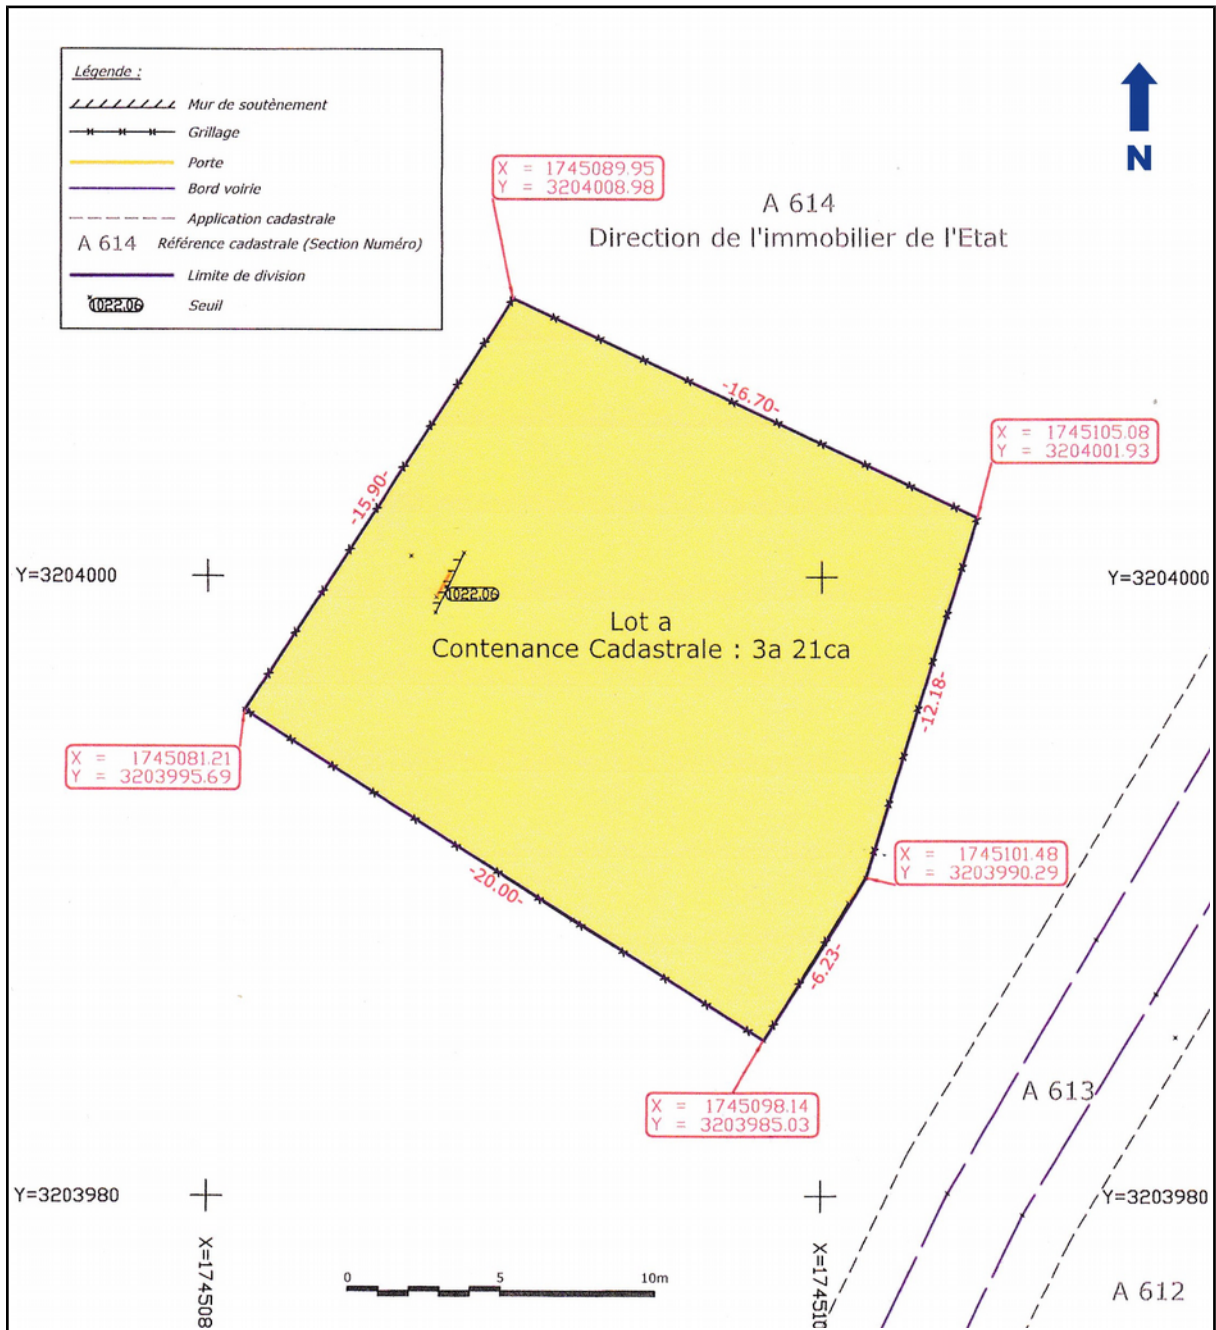 Légende :
Mur de soutènement
Grillage
Porte
Bord voirie
Application cadastrale
A 614 Référence cadastrale (Section Numéro)
Limite de division
1022.06 Seuil
N
X = 1745089.95
Y = 3204008.98
A 614
Direction de l'immobilier de l'Etat
-16.70-
X = 1745105.08
Y = 3204001.93
-15.90-
Y=3204000
Y=3204000
1022.06
Lot a
Contenance Cadastrale : 3a 21ca
-12.18-
X = 1745081.21
Y = 3203995.69
X = 1745101.48
Y = 3203990.29
-20.00-
-6.23-
X = 1745098.14
Y = 3203985.03
A 613
Y=3203980
Y=3203980
X=174508
X=174510
0 5 10m
A 612